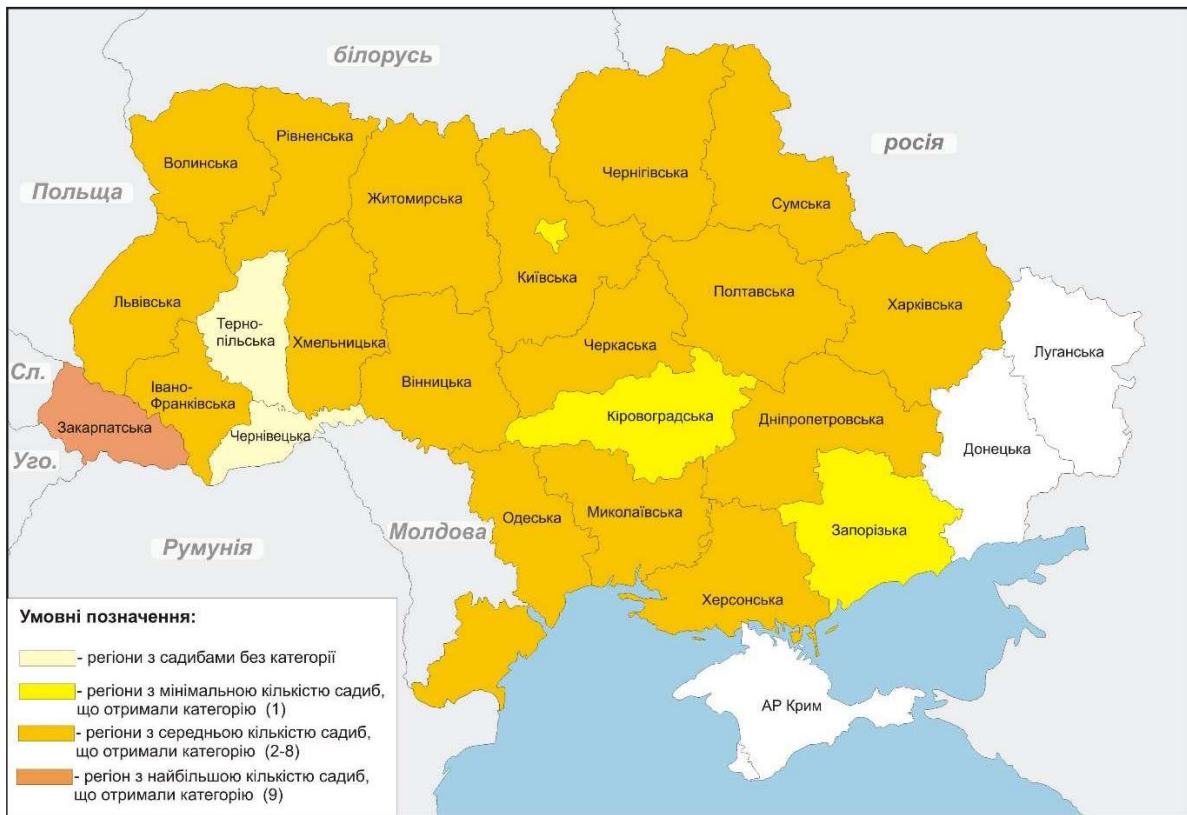 білорусь
росія
Польща
Волинська
Рівненська
Житомирська
Чернігівська
Сумська
Київська
Львівська
Терно-
пільська
Хмельницька
Вінницька
Черкаська
Полтавська
Харківська
Луганська
Сл.
Івано-
Франківська
Закарпатська
Чернівецька
Кіровоградська
Дніпропетровська
Донецька
Уго.
Румунія
Молдова
Одеська
Миколаївська
Запорізька
Херсонська
АР Крим
Умовні позначення:
- регіони з садибами без категорії
- регіони з мінімальною кількістю садиб,
що отримали категорію (1)
- регіони з середньою кількістю садиб,
що отримали категорію (2-8)
- регіон з найбільшою кількістю садиб,
що отримали категорію (9)